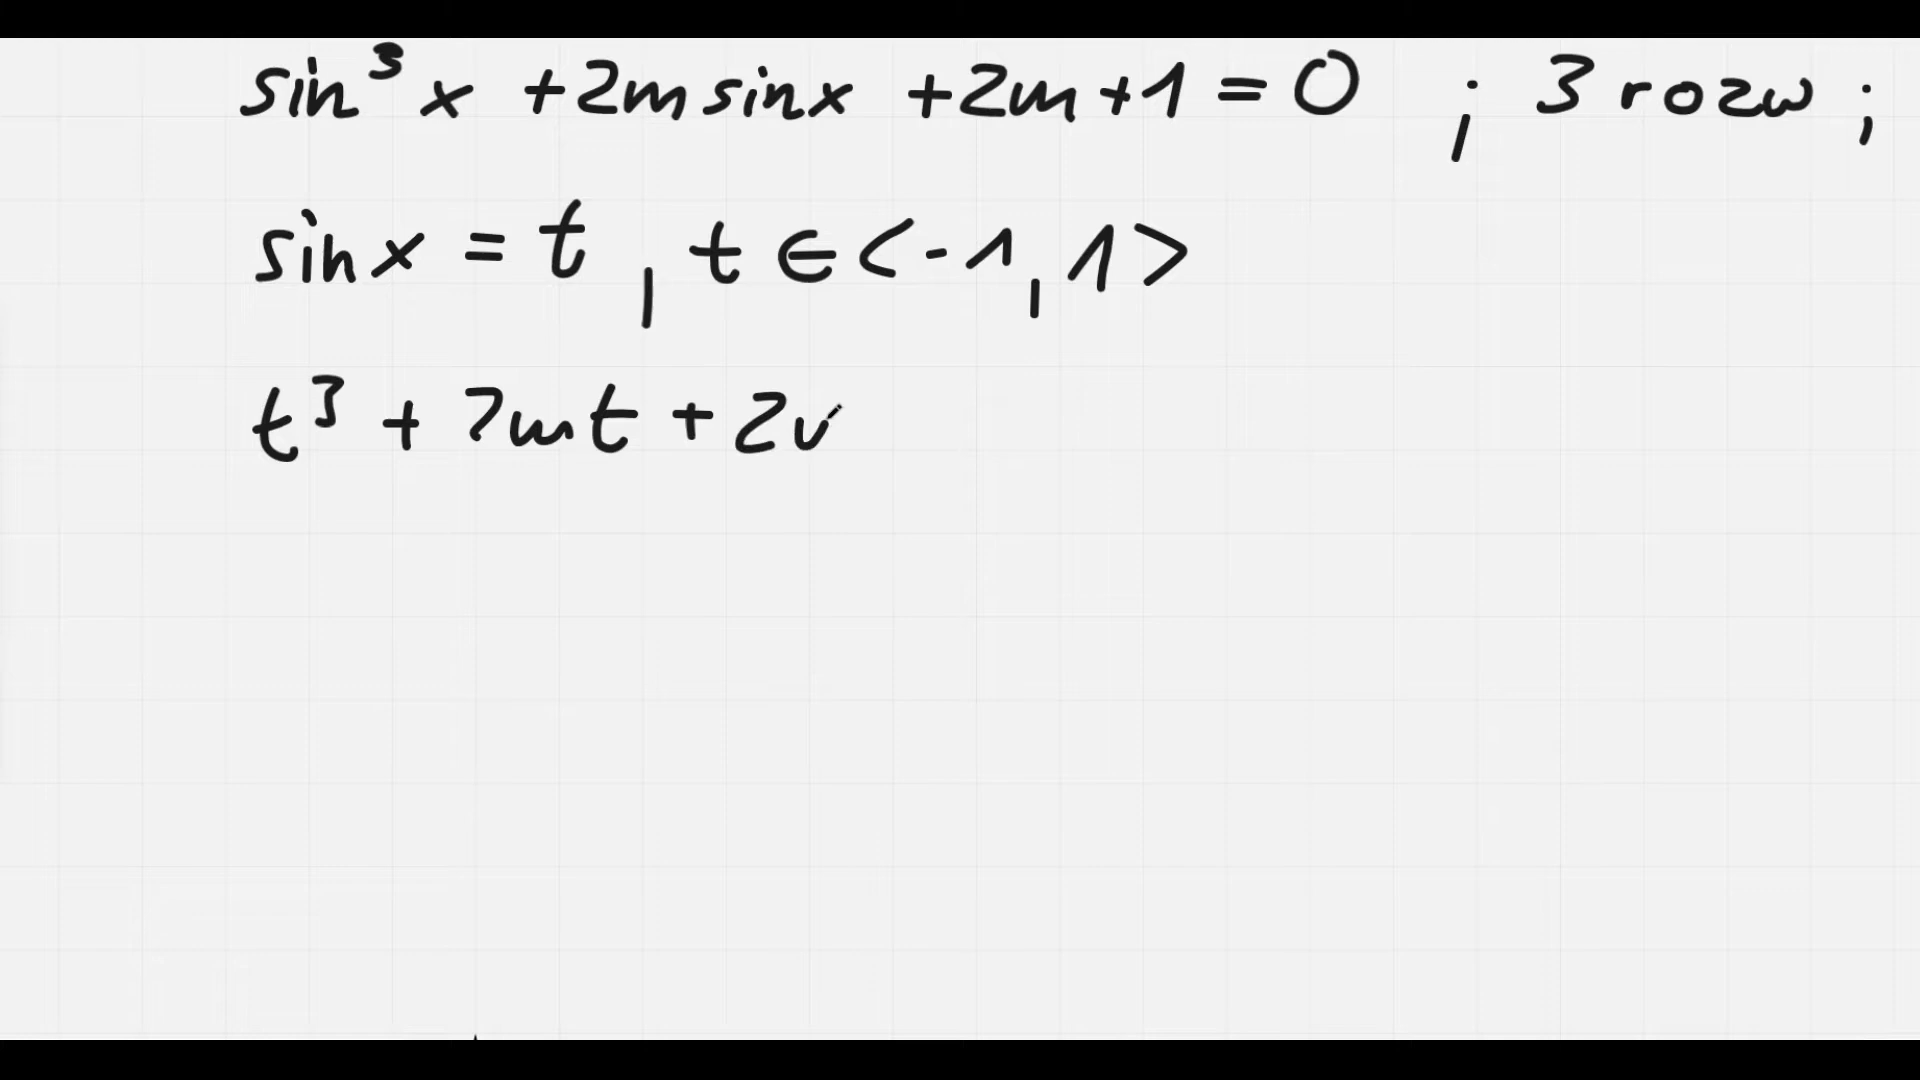 sin³x + 2m sinx + 2m + 1 = 0 ; 3 rozw ;
sinx = t , t ∈ <-1, 1>
t³ + 2mt + 2